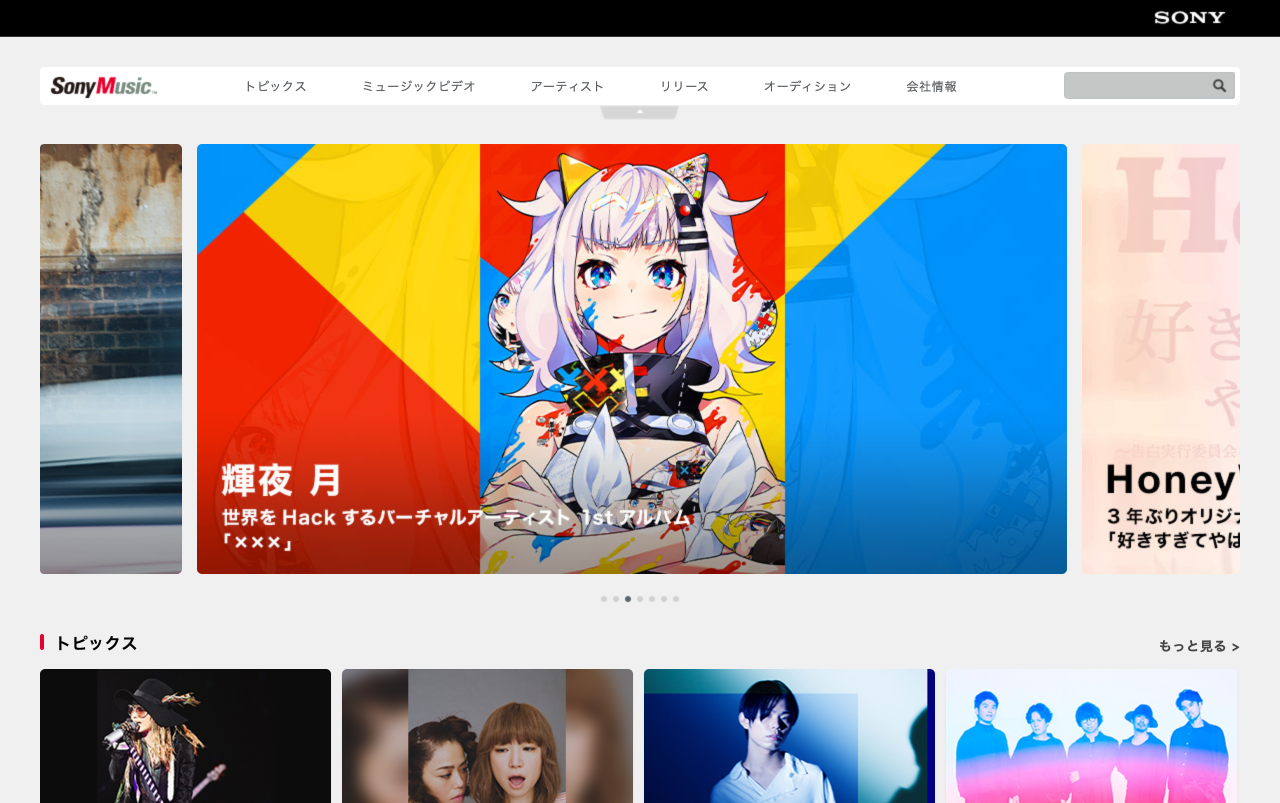 SONY
SonyMusic
トピックス
ミュージックビデオ
アーティスト
リリース
オーディション
会社情報
輝夜 月
世界を Hack するバーチャルアーティスト 1st アルバム
「×××」
好き
や
～告白実行委員会
Honey
3 年ぶりオリジナ
「好きすぎてやば
トピックス
もっと見る >